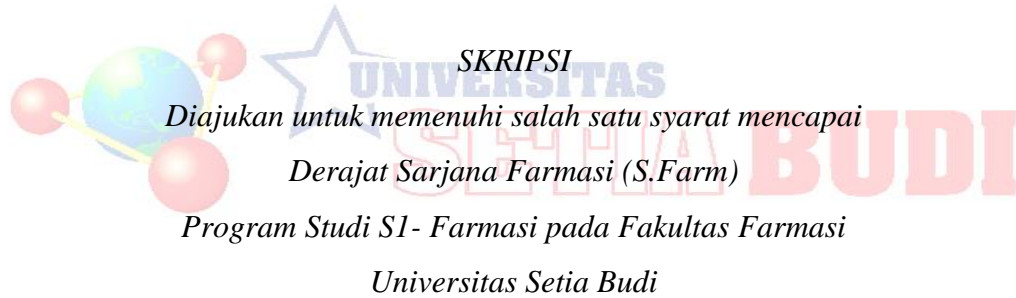 SKRIPSI
UNIVERSITAS
Diajukan untuk memenuhi salah satu syarat mencapai
SETIA BUDI
Derajat Sarjana Farmasi (S.Farm)
Program Studi S1- Farmasi pada Fakultas Farmasi
Universitas Setia Budi